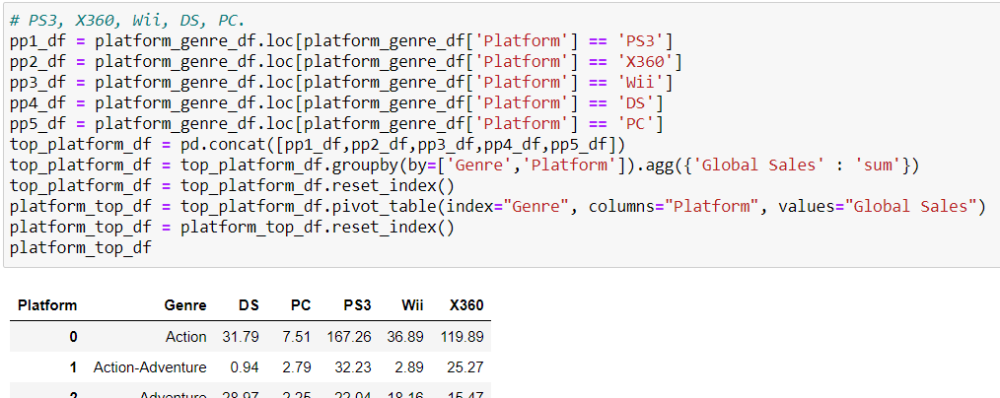 # PS3, X360, Wii, DS, PC.
pp1_df = platform_genre_df.loc[platform_genre_df['Platform'] == 'PS3']
pp2_df = platform_genre_df.loc[platform_genre_df['Platform'] == 'X360']
pp3_df = platform_genre_df.loc[platform_genre_df['Platform'] == 'Wii']
pp4_df = platform_genre_df.loc[platform_genre_df['Platform'] == 'DS']
pp5_df = platform_genre_df.loc[platform_genre_df['Platform'] == 'PC']
top_platform_df = pd.concat([pp1_df,pp2_df,pp3_df,pp4_df,pp5_df])
top_platform_df = top_platform_df.groupby(by=['Genre','Platform']).agg({'Global Sales' : 'sum'})
top_platform_df = top_platform_df.reset_index()
platform_top_df = top_platform_df.pivot_table(index="Genre", columns="Platform", values="Global Sales")
platform_top_df = platform_top_df.reset_index()
platform_top_df
Platform Genre DS PC PS3 Wii X360
0 Action 31.79 7.51 167.26 36.89 119.89
1 Action-Adventure 0.94 2.79 32.23 2.89 25.27
2 Adventure 28.97 2.25 22.04 18.16 15.47